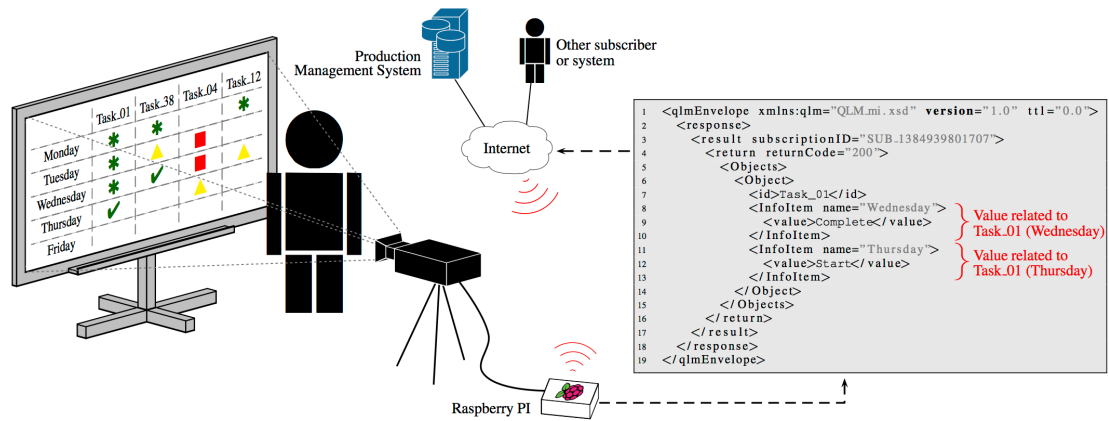 Production
Management System
Other subscriber
or system
Internet
Task_01
Task_38
Task_04
Task_12
Monday
Tuesday
Wednesday
Thursday
Friday
Raspberry PI
1 <qlmEnvelope xmlns:qlm="QLM_mi.xsd" version="1.0" ttl="0.0">
2 <response>
3 <result subscriptionID="SUB_1384939801707">
4 <return returnCode="200">
5 <Objects>
6 <Object>
7 <id>Task_01</id>
8 <InfoItem name="Wednesday">
9 <value>Complete</value>
10 </InfoItem>
11 <InfoItem name="Thursday">
12 <value>Start</value>
13 </InfoItem>
14 </Object>
15 </Objects>
16 </return>
17 </result>
18 </response>
19 </qlmEnvelope>
Value related to
Task_01 (Wednesday)
Value related to
Task_01 (Thursday)